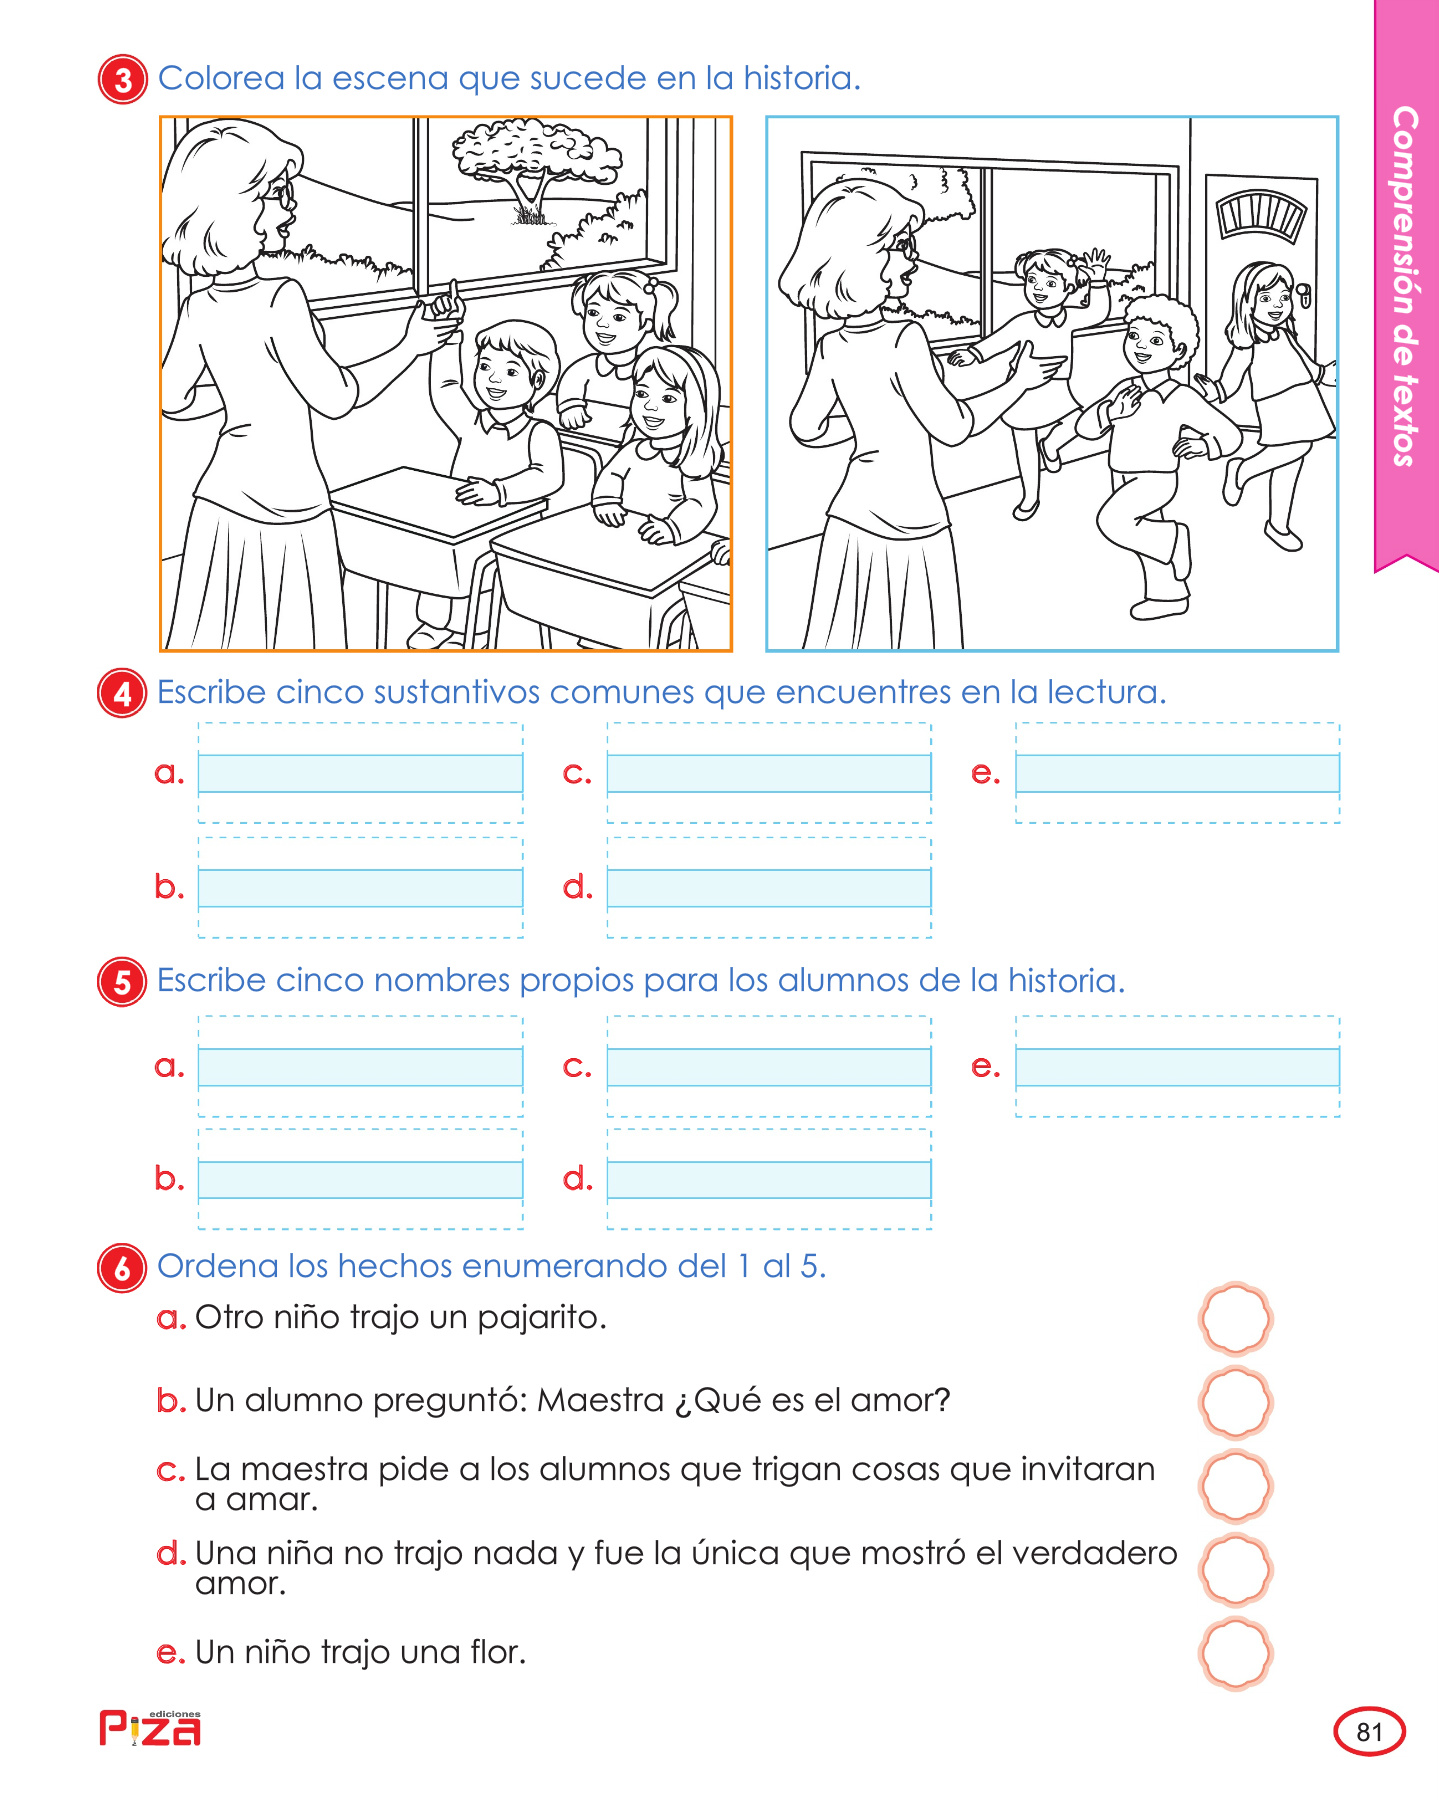 3 Colorea la escena que sucede en la historia.
Comprensión de textos
4 Escribe cinco sustantivos comunes que encuentres en la lectura.
a.
c.
e.
b.
d.
5 Escribe cinco nombres propios para los alumnos de la historia.
a.
c.
e.
b.
d.
6 Ordena los hechos enumerando del 1 al 5.
a. Otro niño trajo un pajarito.
b. Un alumno preguntó: Maestra ¿Qué es el amor?
c. La maestra pide a los alumnos que trigan cosas que invitaran
a amar.
d. Una niña no trajo nada y fue la única que mostró el verdadero
amor.
e. Un niño trajo una flor.
ediciones
Piza
81